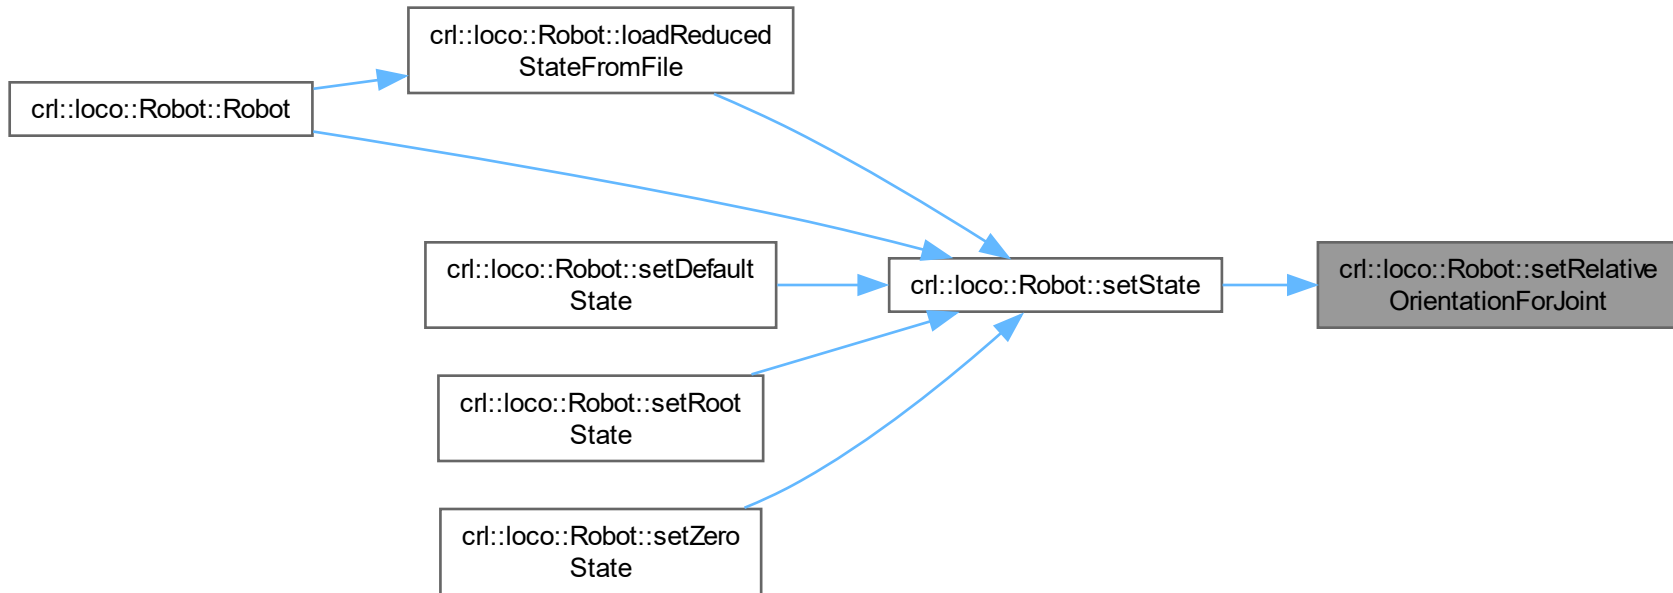 crl::loco::Robot::loadReduced
StateFromFile
crl::loco::Robot::Robot
crl::loco::Robot::setDefault
State
crl::loco::Robot::setState
crl::loco::Robot::setRelative
OrientationForJoint
crl::loco::Robot::setRoot
State
crl::loco::Robot::setZero
State